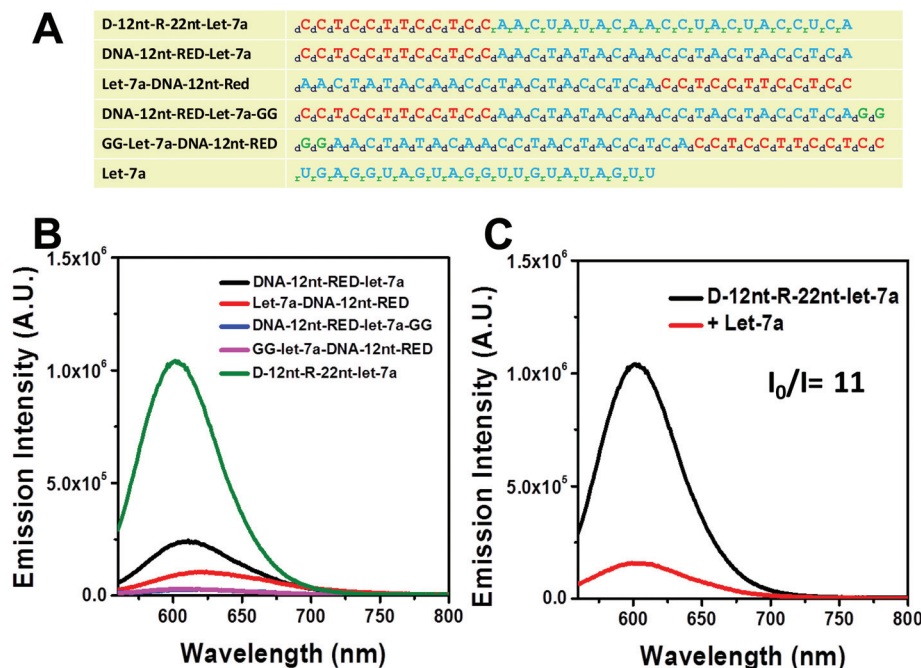 A
D-12nt-R-22nt-Let-7a dCdCdTdCdCdTdTdCdCdTdCdCrArArCrUrArUrArCrArArCrCrUrArCrUrArCrCrUrCrA
DNA-12nt-RED-Let-7a dCdCdTdCdCdTdTdCdCdTdCdCdAdAdCdTdAdTdAdCdAdAdCdCdTdAdCdTdAdCdCdTdCdA
Let-7a-DNA-12nt-Red dAdAdCdTdAdTdAdCdAdAdCdCdTdAdCdTdAdCdCdTdCdAdCdCdTdCdCdTdTdCdCdTdCdC
DNA-12nt-RED-Let-7a-GG dCdCdTdCdCdTdTdCdCdTdCdCdAdAdCdTdAdTdAdCdAdAdCdCdTdAdCdTdAdCdCdTdCdAdGdG
GG-Let-7a-DNA-12nt-RED dGdGdAdAdCdTdAdTdAdCdAdAdCdCdTdAdCdTdAdCdCdTdCdAdCdCdTdCdCdTdTdCdCdTdCdC
Let-7a rUrGrArGrGrUrArGrUrArGrGrUrUrGrUrArUrArGrUrU
B
Emission Intensity (A.U.)
1.5x10⁶
1.0x10⁶
5.0x10⁵
0.0
DNA-12nt-RED-let-7a
Let-7a-DNA-12nt-RED
DNA-12nt-RED-let-7a-GG
GG-let-7a-DNA-12nt-RED
D-12nt-R-22nt-let-7a
600 650 700 750 800
Wavelength (nm)
C
Emission Intensity (A.U.)
1.5x10⁶
1.0x10⁶
5.0x10⁵
0.0
D-12nt-R-22nt-let-7a
+ Let-7a
I₀/I= 11
600 650 700 750 800
Wavelength (nm)